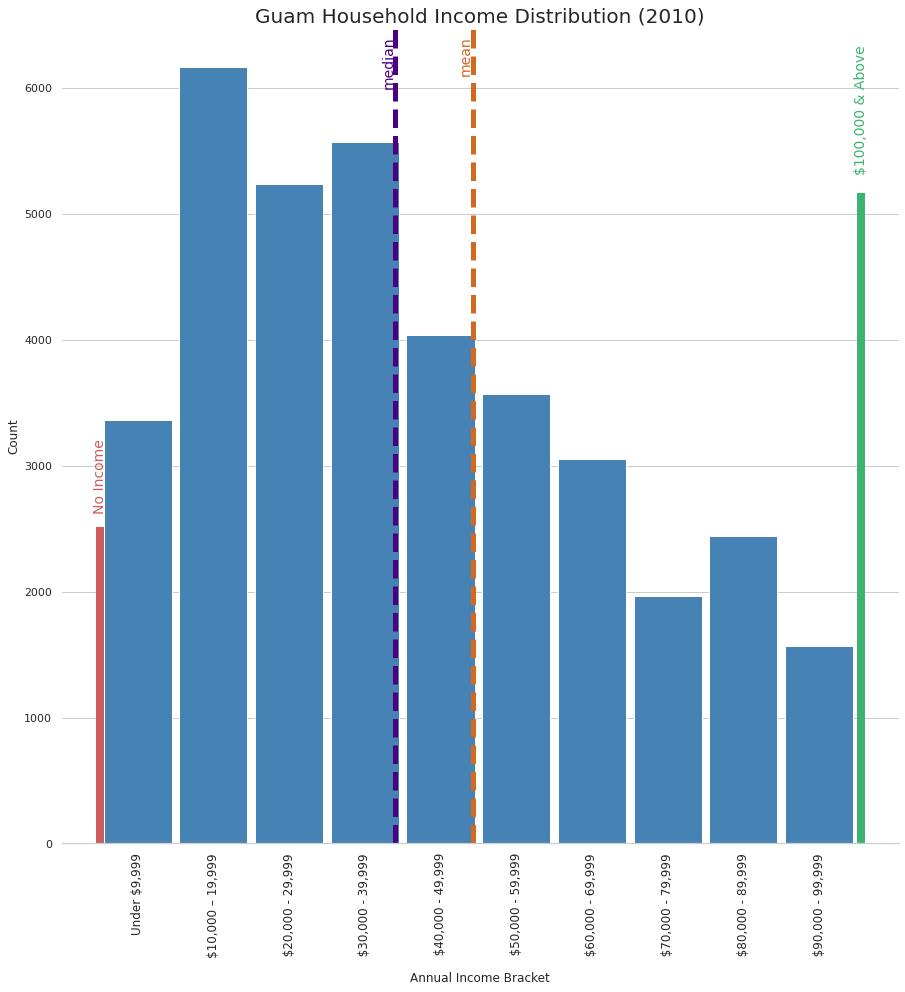 Guam Household Income Distribution (2010)
median
mean
$100,000 & Above
No Income
Count
6000
5000
4000
3000
2000
1000
0
Under $9,999
$10,000 – 19,999
$20,000 - 29,999
$30,000 - 39,999
$40,000 - 49,999
$50,000 - 59,999
$60,000 - 69,999
$70,000 - 79,999
$80,000 - 89,999
$90,000 - 99,999
Annual Income Bracket